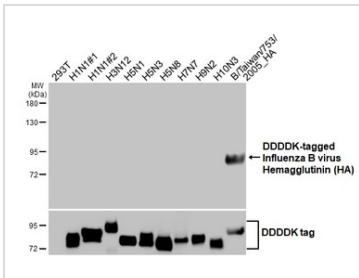 293T
H1N1#1
H1N1#2
H3N12
H5N1
H5N3
H5N8
H7N7
H9N2
H10N3
B/Taiwan/753/
2005_HA
MW
(kDa)
180
130
95
72
DDDDK-tagged
Influenza B virus
Hemagglutinin (HA)
95
72
DDDDK tag